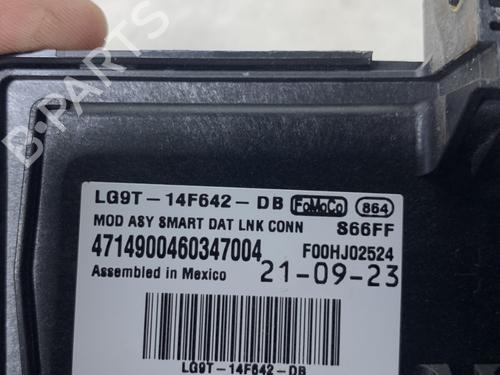 B-PARTS
LG9T-14F642-DB FoMoCo 864
MOD ASY SMART DAT LNK CONN S66FF
4714900460347004 F00HJ02524
Assembled in Mexico 21-09-23
LG9T-14F642-DB